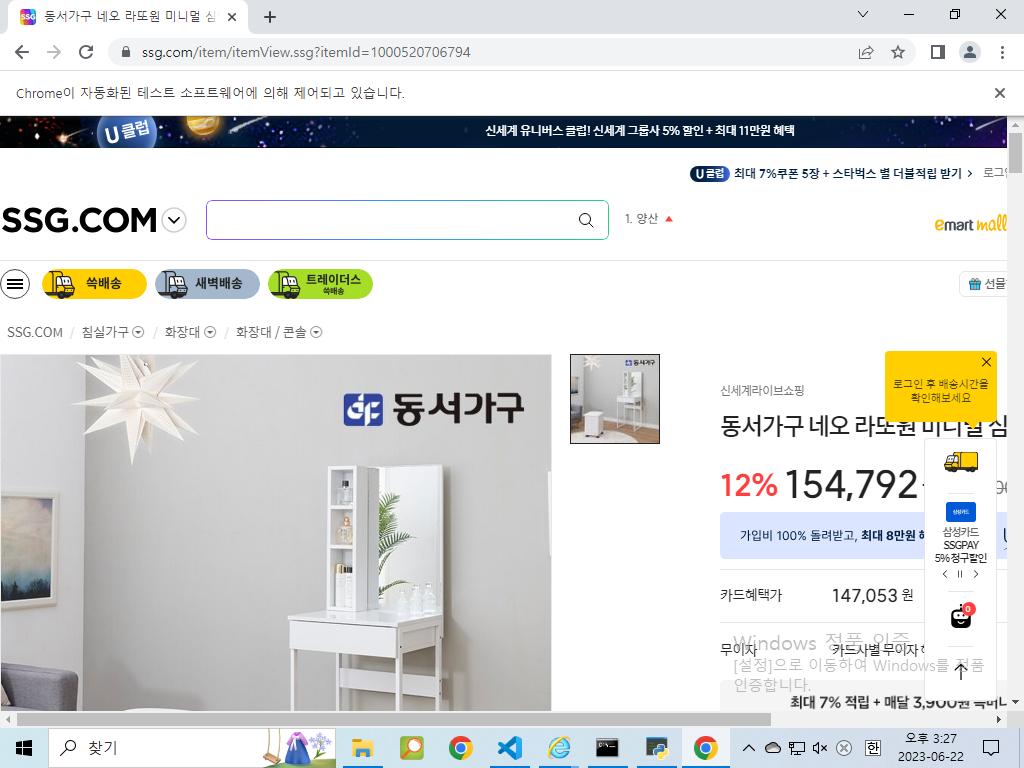 동서가구 네오 라또원 미니멀 심
ssg.com/item/itemView.ssg?itemId=1000520706794
Chrome이 자동화된 테스트 소프트웨어에 의해 제어되고 있습니다.
U클럽
신세계 유니버스 클럽! 신세계 그룹사 5% 할인 + 최대 11만원 혜택
U클럽 최대 7%쿠폰 5장 + 스타벅스 별 더블적립 받기 >
SSG.COM
1. 양산
emart mall
쓱배송
새벽배송
트레이더스
쓱배송
선물
SSG.COM / 침실가구 / 화장대 / 화장대 / 콘솔
동서가구
동서가구
로그인 후 배송시간을
확인해보세요
신세계라이브쇼핑
동서가구 네오 라또원 미니멀 심
12% 154,792
가입비 100% 돌려받고, 최대 8만원
삼성카드
삼성카드
SSGPAY
5% 청구할인
카드혜택가 147,053 원
0
무이자 카드사별 무이자
Windows 정품 인증
[설정]으로 이동하여 Windows를 정품
인증합니다.
최대 7% 적립 + 매달 3,900원
찾기
오후 3:27
2023-06-22
한